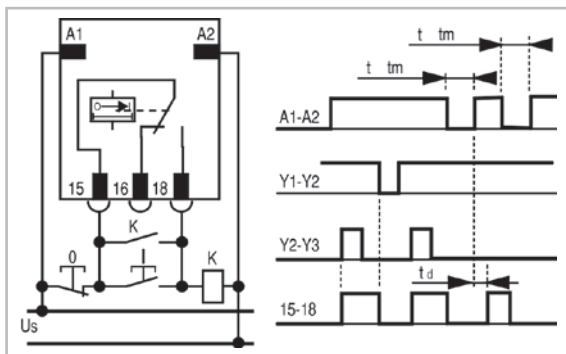 A1 A2
15 16 18
K
0 I K
Us
t tm
t tm
A1-A2
Y1-Y2
Y2-Y3
td
15-18